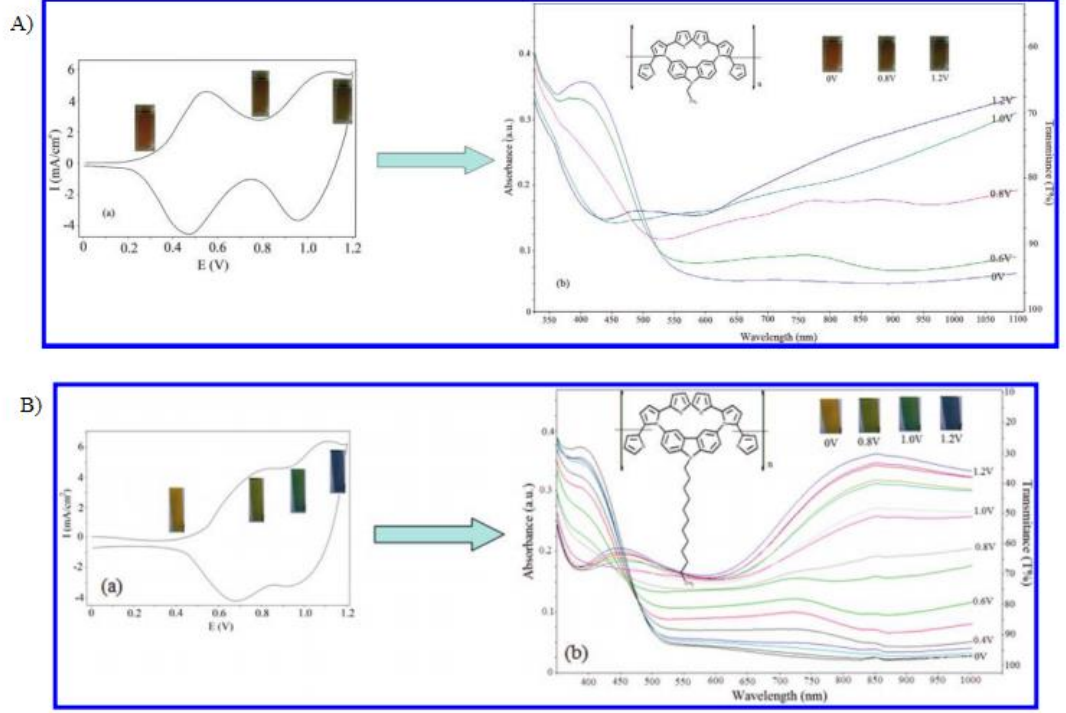 A)
6
4
2
0
-2
-4
I (mA/cm²)
(a)
0 0.2 0.4 0.6 0.8 1.0 1.2
E (V)
0.4
0.3
0.2
0.1
0
Absorbance (a.u.)
n
0V 0.8V 1.2V
1.2V
1.0V
0.8V
0.6V
0V
60
70
80
90
100
Transmitance (T%)
(b)
350 400 450 500 550 600 650 700 750 800 850 900 950 1000 1050 1100
Wavelength (nm)
B)
6
4
2
0
-2
-4
I (mA/cm²)
(a)
0 0.2 0.4 0.6 0.8 1.0 1.2
E (V)
0.4
0.3
0.2
0.1
0
Absorbance (a.u.)
n
0V 0.8V 1.0V 1.2V
1.2V
1.0V
0.8V
0.6V
0.4V
0V
10
20
30
40
50
60
70
80
90
100
Transmitance (T%)
(b)
400 450 500 550 600 650 700 750 800 850 900 950 1000
Wavelength (nm)